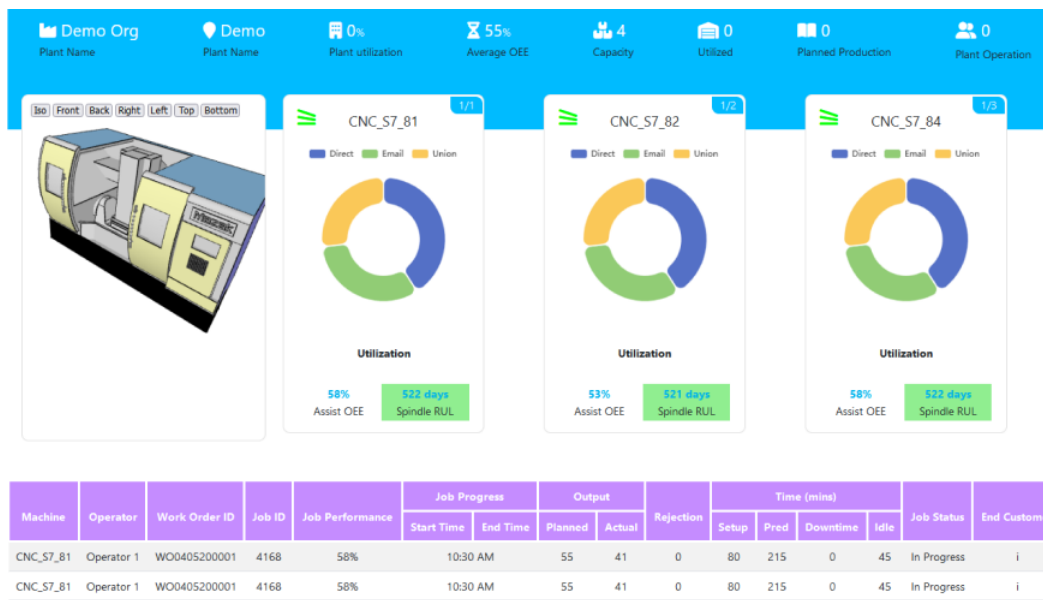 Demo Org
Plant Name
Demo
Plant Name
0%
Plant utilization
55%
Average OEE
4
Capacity
0
Utilized
0
Planned Production
0
Plant Operation
Iso Front Back Right Left Top Bottom
Mazak
1/1
CNC_S7_81
Direct Email Union
Utilization
58%
Assist OEE
522 days
Spindle RUL
1/2
CNC_S7_82
Direct Email Union
Utilization
53%
Assist OEE
521 days
Spindle RUL
1/3
CNC_S7_84
Direct Email Union
Utilization
58%
Assist OEE
522 days
Spindle RUL
Job Progress Output Time (mins)
Machine Operator Work Order ID Job ID Job Performance Rejection Job Status End Custom
Start Time End Time Planned Actual Setup Pred Downtime Idle
CNC_S7_81 Operator 1 WO0405200001 4168 58% 10:30 AM 55 41 0 80 215 0 45 In Progress i
CNC_S7_81 Operator 1 WO0405200001 4168 58% 10:30 AM 55 41 0 80 215 0 45 In Progress i